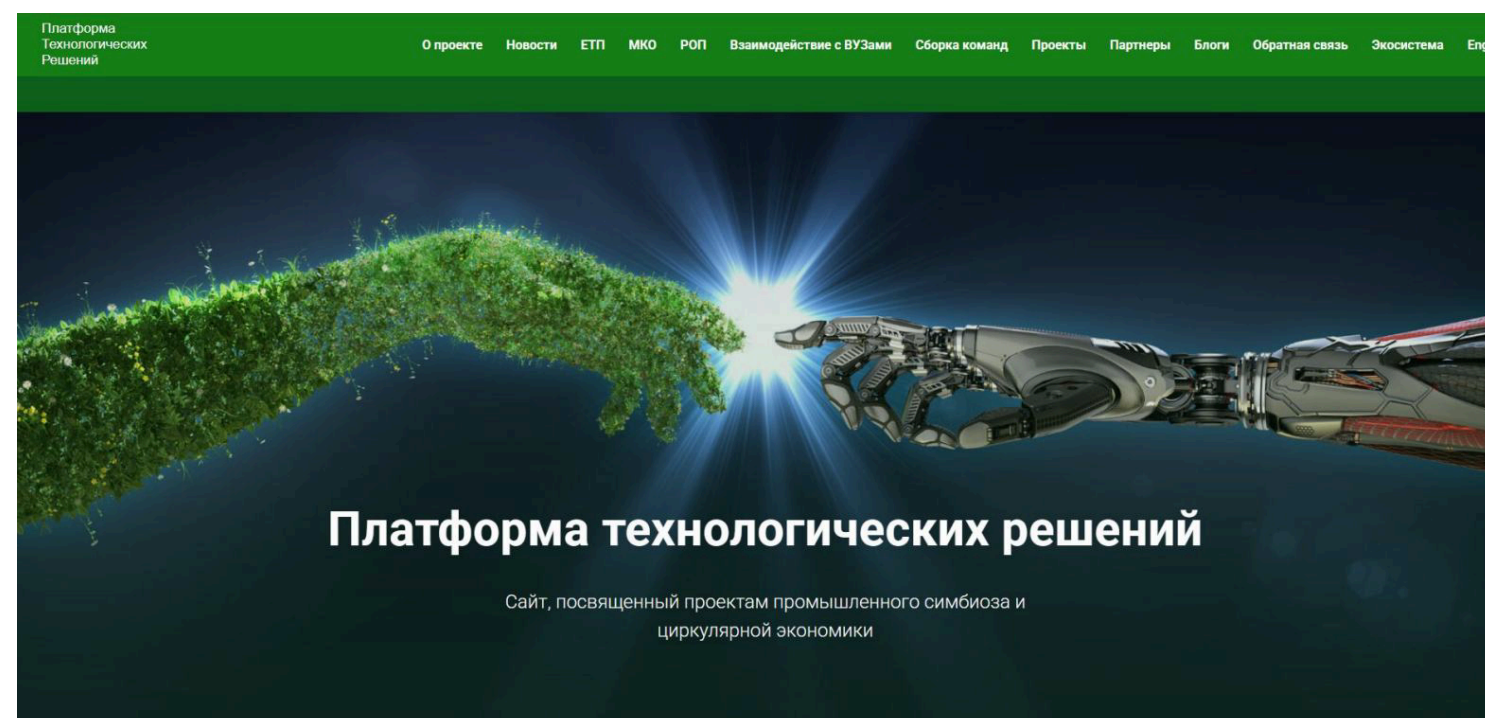 Платформа
Технологических
Решений
О проекте Новости ЕТП МКО РОП Взаимодействие с ВУЗами Сборка команд Проекты Партнеры Блоги Обратная связь Экосистема
Платформа технологических решений
Сайт, посвященный проектам промышленного симбиоза и
циркулярной экономики